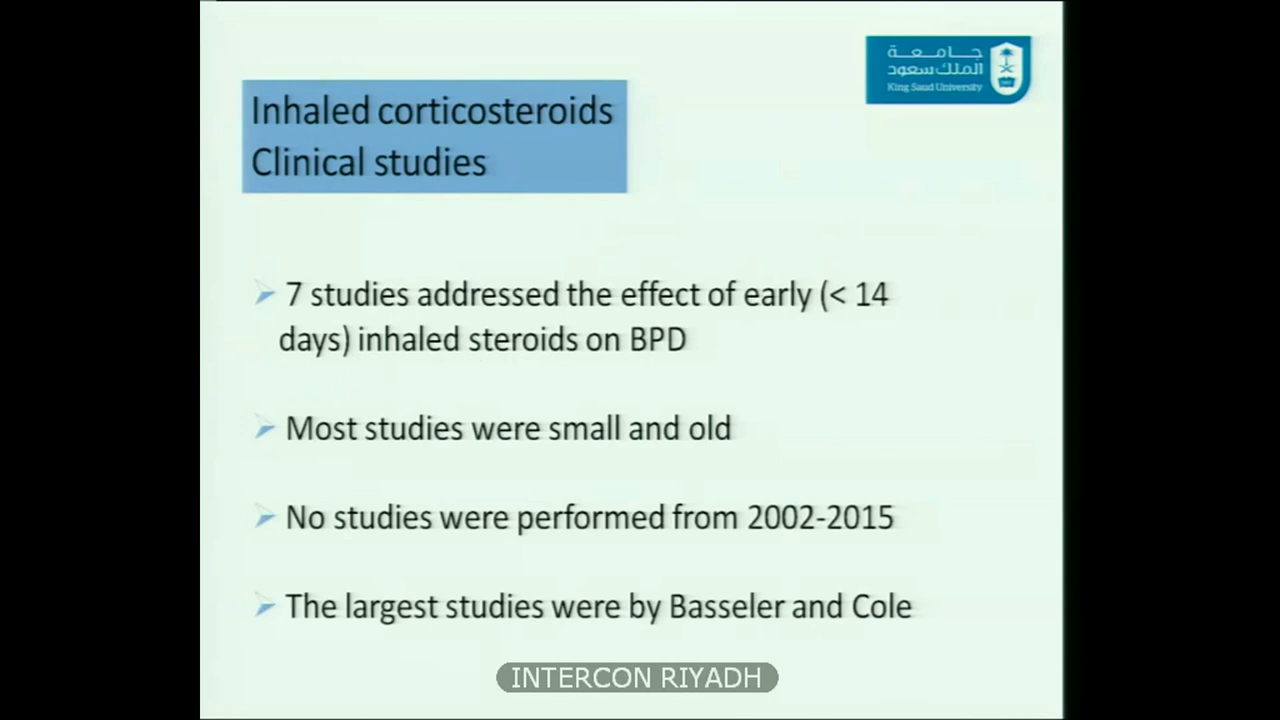 جامعة
الملك سعود
King Saud University
Inhaled corticosteroids
Clinical studies
7 studies addressed the effect of early (< 14
days) inhaled steroids on BPD
Most studies were small and old
No studies were performed from 2002-2015
The largest studies were by Basseler and Cole
INTERCON RIYADH